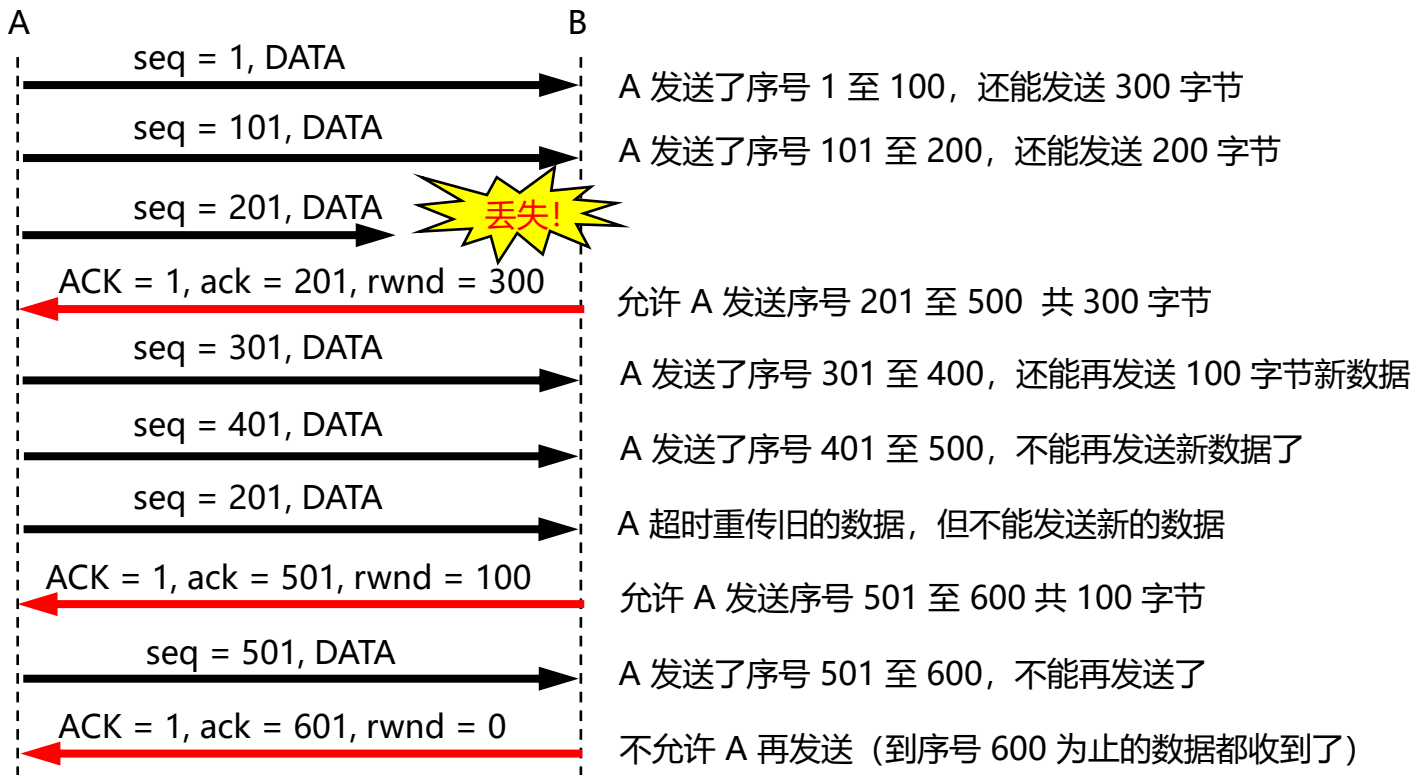 A
B
seq = 1, DATA
A 发送了序号 1 至 100，还能发送 300 字节
seq = 101, DATA
A 发送了序号 101 至 200，还能发送 200 字节
seq = 201, DATA
丢失!
ACK = 1, ack = 201, rwnd = 300
允许 A 发送序号 201 至 500 共 300 字节
seq = 301, DATA
A 发送了序号 301 至 400，还能再发送 100 字节新数据
seq = 401, DATA
A 发送了序号 401 至 500，不能再发送新数据了
seq = 201, DATA
A 超时重传旧的数据，但不能发送新的数据
ACK = 1, ack = 501, rwnd = 100
允许 A 发送序号 501 至 600 共 100 字节
seq = 501, DATA
A 发送了序号 501 至 600，不能再发送了
ACK = 1, ack = 601, rwnd = 0
不允许 A 再发送（到序号 600 为止的数据都收到了）